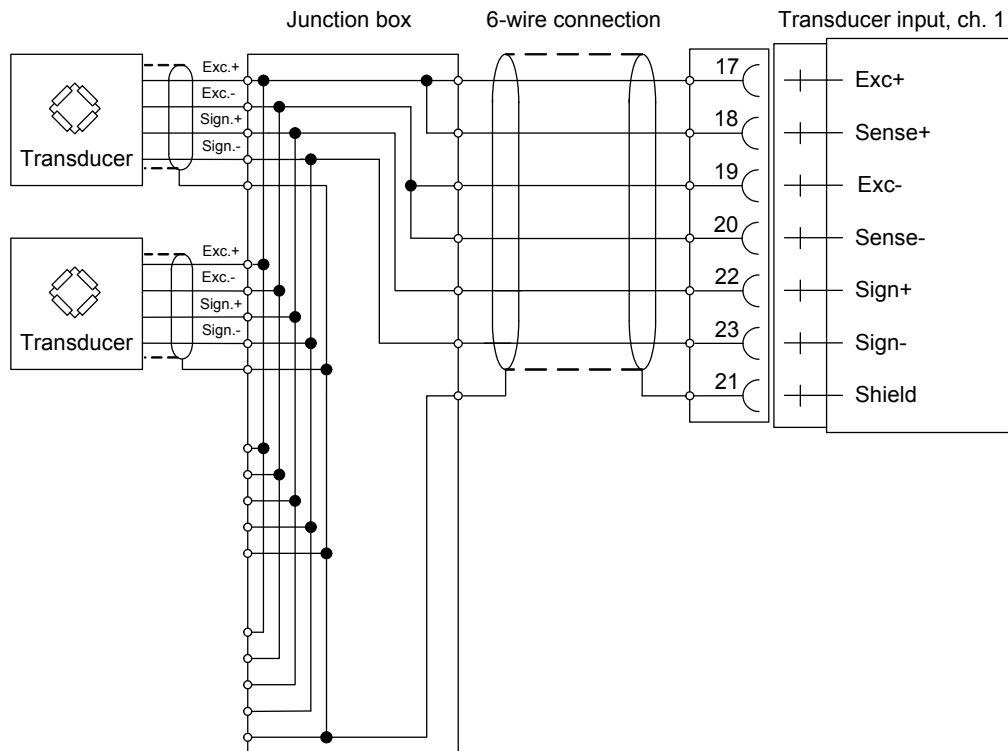 Junction box
6-wire connection
Transducer input, ch. 1
Exc.+
Exc.-
Sign.+
Sign.-
Transducer
17
Exc+
18
Sense+
19
Exc-
20
Sense-
22
Sign+
23
Sign-
21
Shield
Exc.+
Exc.-
Sign.+
Sign.-
Transducer